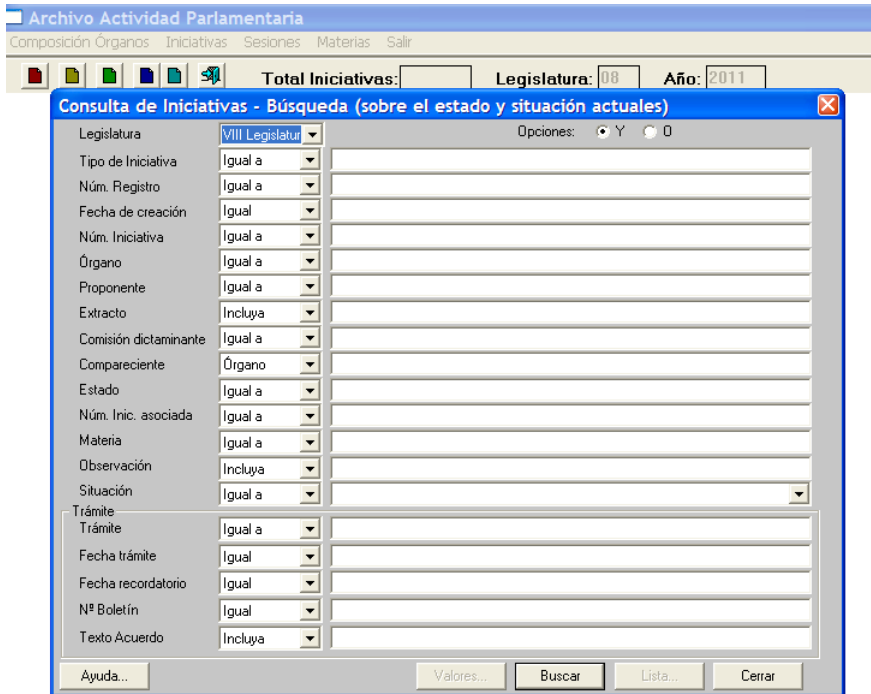 Archivo Actividad Parlamentaria
Composición Órganos Iniciativas Sesiones Materias Salir
Total Iniciativas: Legislatura: 08 Año: 2011
Consulta de Iniciativas - Búsqueda (sobre el estado y situación actuales)
Legislatura VIII Legislatur Opciones: Y O
Tipo de Iniciativa Igual a
Núm. Registro Igual a
Fecha de creación Igual
Núm. Iniciativa Igual a
Órgano Igual a
Proponente Igual a
Extracto Incluya
Comisión dictaminante Igual a
Compareciente Órgano
Estado Igual a
Núm. Inic. asociada Igual a
Materia Igual a
Observación Incluya
Situación Igual a
Trámite
Trámite Igual a
Fecha trámite Igual
Fecha recordatorio Igual
Nº Boletín Igual
Texto Acuerdo Incluya
Ayuda... Valores... Buscar Lista... Cerrar